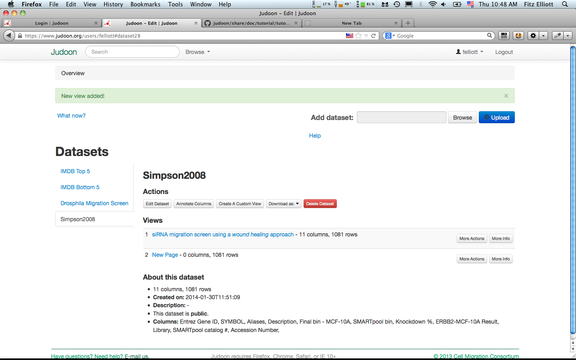 Firefox File Edit View History Bookmarks Tools Window Help
Thu 10:48 AM Fitz Elliott
Judoon – Edit | Judoon
Login | Judoon
Judoon – Edit | Judoon
judoon/share/doc/tutorial/tuto...
New Tab
https://www.judoon.org/users/felliott#dataset28
Google
Judoon Search Browse felliott Logout
Overview
New view added! ×
What now?
Add dataset: Browse Upload
Help
Datasets
IMDB Top 5
IMDB Bottom 5
Drosphila Migration Screen
Simpson2008
Simpson2008
Actions
Edit Dataset Annotate Columns Create A Custom View Download as: Delete Dataset
Views
1 siRNA migration screen using a wound healing approach - 11 columns, 1081 rows More Actions More Info
2 New Page - 0 columns, 1081 rows More Actions More Info
About this dataset
• 11 columns, 1081 rows
• Created on: 2014-01-30T11:51:09
• Description: -
• This dataset is public.
• Columns: Entrez Gene ID, SYMBOL, Aliases, Description, Final bin - MCF-10A, SMARTpool bin, Knockdown %, ERBB2-MCF-10A Result,
Library, SMARTpool catalog #, Accession Number,
Have questions? Need help? E-mail us. Judoon requires Firefox, Chrome, Safari, or IE 10+ © 2013 Cell Migration Consortium